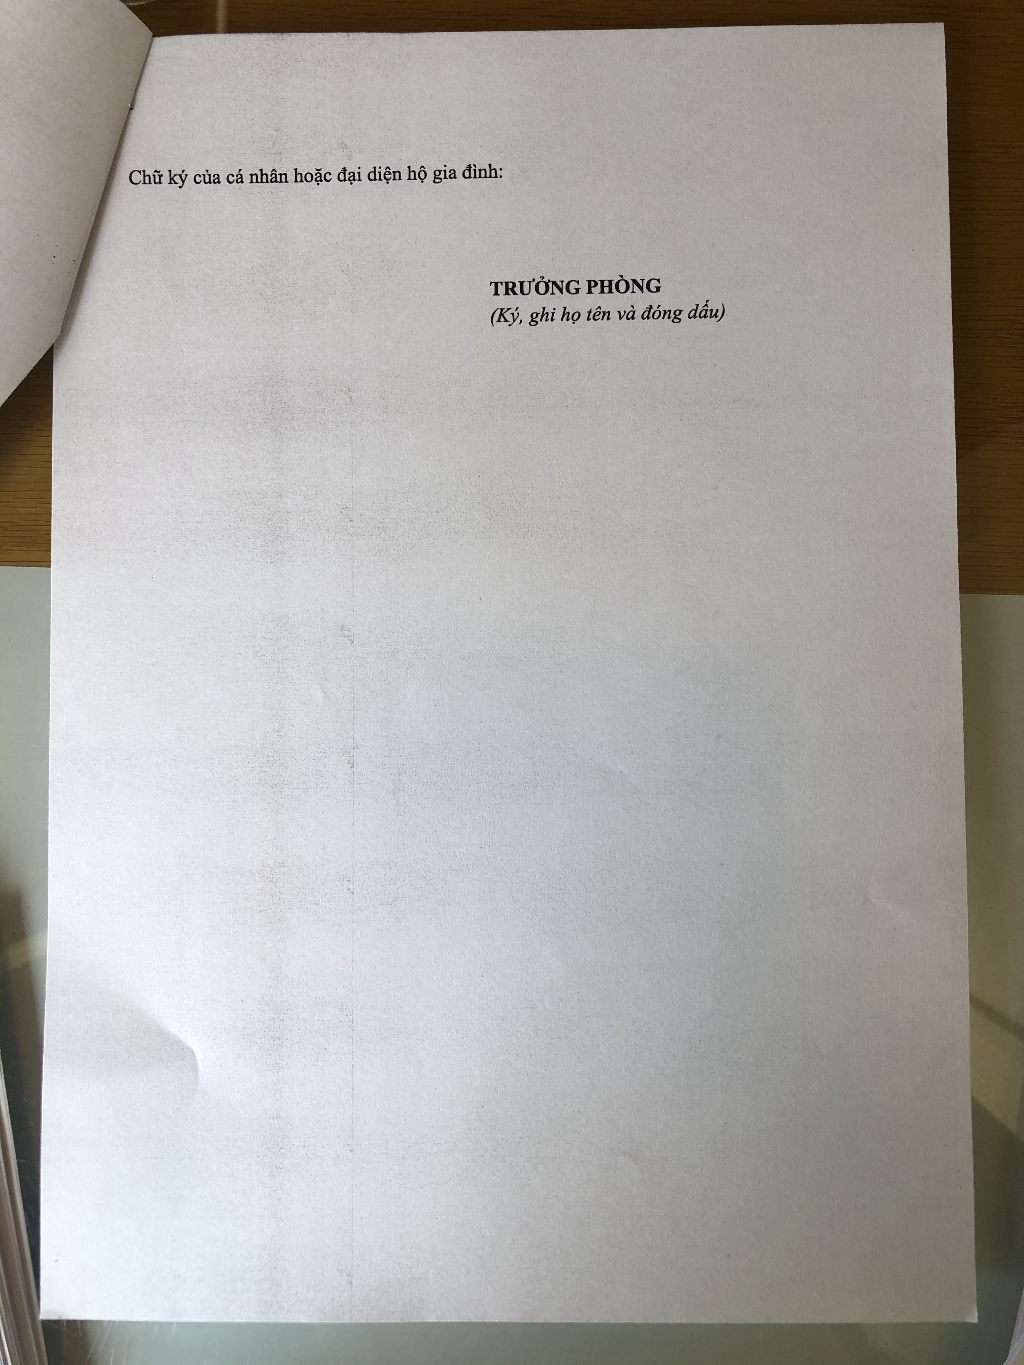 Chữ ký của cá nhân hoặc đại diện hộ gia đình:
TRƯỞNG PHÒNG
(Ký, ghi họ tên và đóng dấu)